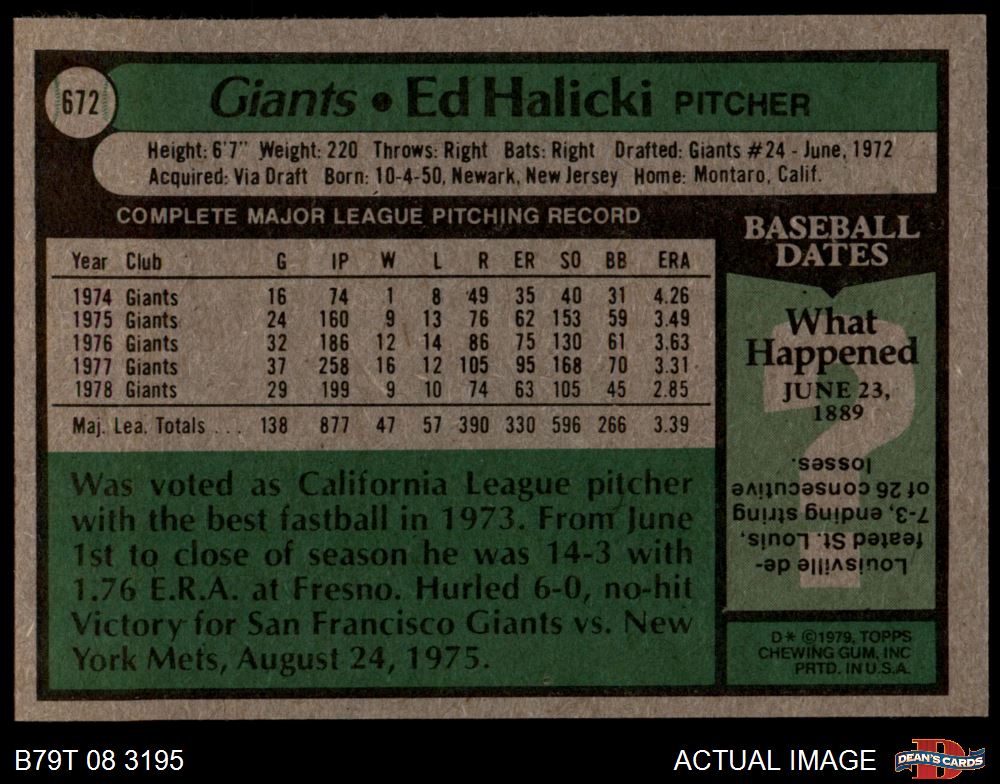 672
Giants • Ed Halicki PITCHER
Height: 6'7" Weight: 220 Throws: Right Bats: Right Drafted: Giants #24 - June, 1972
Acquired: Via Draft Born: 10-4-50, Newark, New Jersey Home: Montaro, Calif.
COMPLETE MAJOR LEAGUE PITCHING RECORD
Year Club G IP W L R ER SO BB ERA
1974 Giants 16 74 1 8 49 35 40 31 4.26
1975 Giants 24 160 9 13 76 62 153 59 3.49
1976 Giants 32 186 12 14 86 75 130 61 3.63
1977 Giants 37 258 16 12 105 95 168 70 3.31
1978 Giants 29 199 9 10 74 63 105 45 2.85
Maj. Lea. Totals . . . 138 877 47 57 390 330 596 266 3.39
Was voted as California League pitcher
with the best fastball in 1973. From June
1st to close of season he was 14-3 with
1.76 E.R.A. at Fresno. Hurled 6-0, no-hit
Victory for San Francisco Giants vs. New
York Mets, August 24, 1975.
BASEBALL
DATES
What
Happened
JUNE 23,
1889
?
Louisville de-
feated St. Louis,
7-3, ending string
of 26 consecutive
losses.
D* ©1979, TOPPS
CHEWING GUM, INC
PRTD. IN U.S.A.
B79T 08 3195
ACTUAL IMAGE
D
DEAN'S CARDS